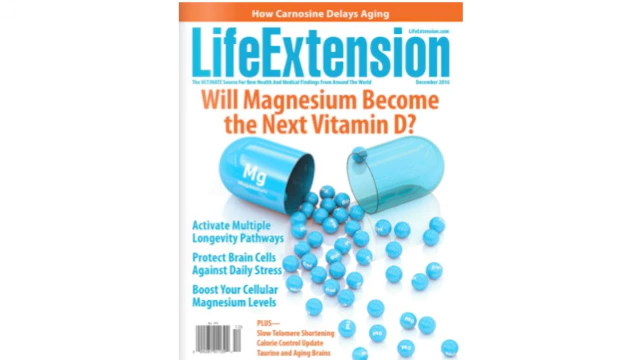 How Carnosine Delays Aging
LifeExtension.com
LifeExtension
The ULTIMATE Source For New Health And Medical Findings From Around The World
December 2016
Will Magnesium Become
the Next Vitamin D?
Mg
Activate Multiple
Longevity Pathways
Protect Brain Cells
Against Daily Stress
Boost Your Cellular
Magnesium Levels
PLUS—
Slow Telomere Shortening
Calorie Control Update
Taurine and Aging Brains